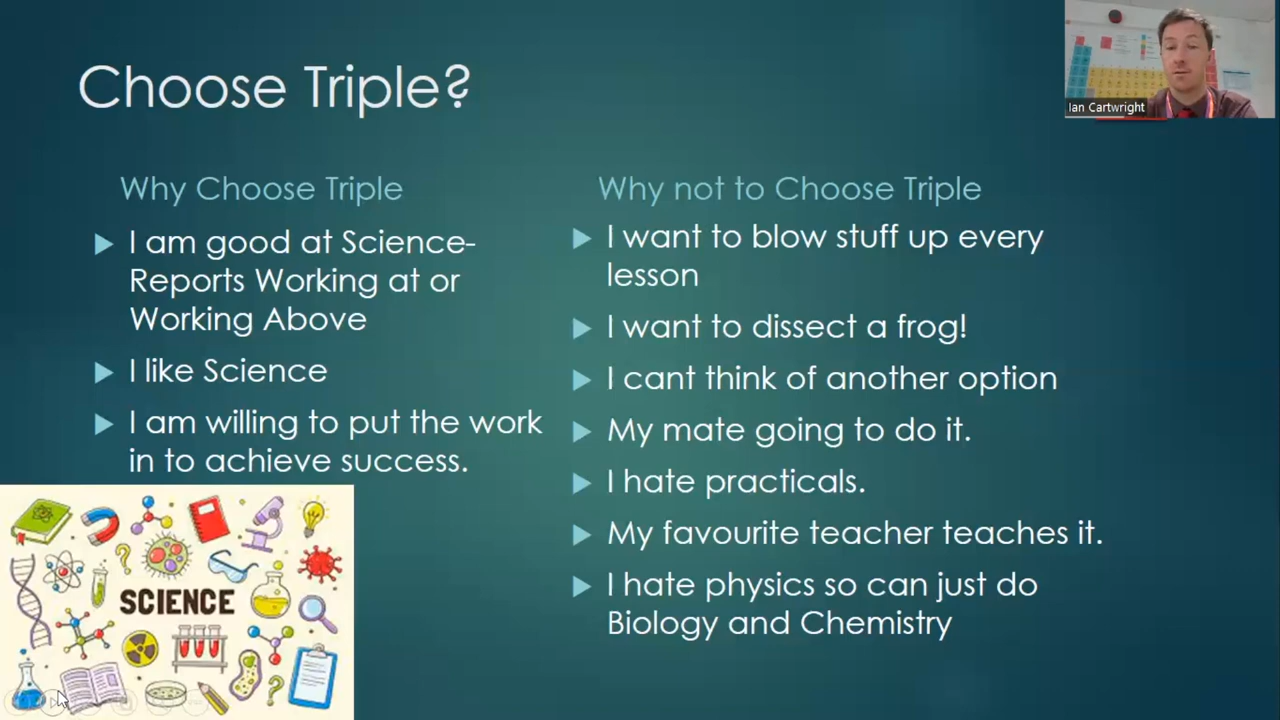 Choose Triple?
Ian Cartwright
Why Choose Triple
I am good at Science-
Reports Working at or
Working Above
I like Science
I am willing to put the work
in to achieve success.
Why not to Choose Triple
I want to blow stuff up every
lesson
I want to dissect a frog!
I cant think of another option
My mate going to do it.
I hate practicals.
My favourite teacher teaches it.
I hate physics so can just do
Biology and Chemistry
SCIENCE